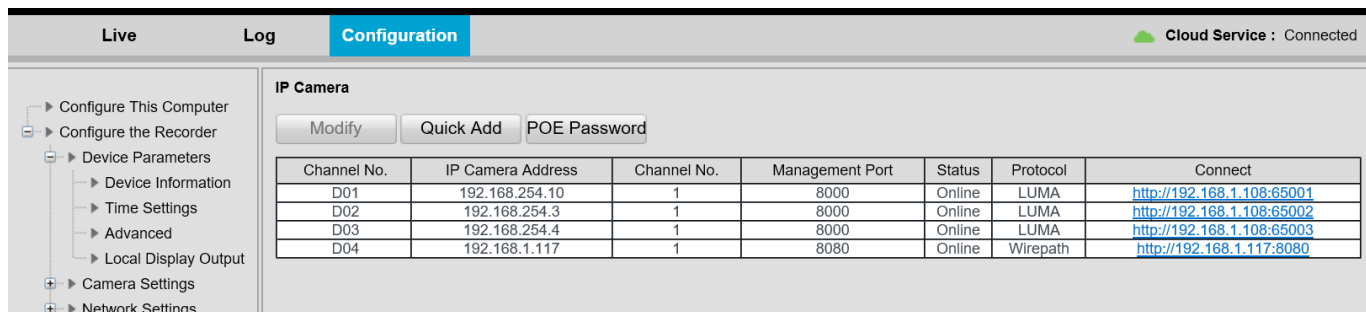 Live Log Configuration Cloud Service : Connected
IP Camera
Configure This Computer
Configure the Recorder
Device Parameters
Device Information
Time Settings
Advanced
Local Display Output
Camera Settings
Network Settings
Modify Quick Add POE Password
Channel No. IP Camera Address Channel No. Management Port Status Protocol Connect
D01 192.168.254.10 1 8000 Online LUMA http://192.168.1.108:65001
D02 192.168.254.3 1 8000 Online LUMA http://192.168.1.108:65002
D03 192.168.254.4 1 8000 Online LUMA http://192.168.1.108:65003
D04 192.168.1.117 1 8080 Online Wirepath http://192.168.1.117:8080